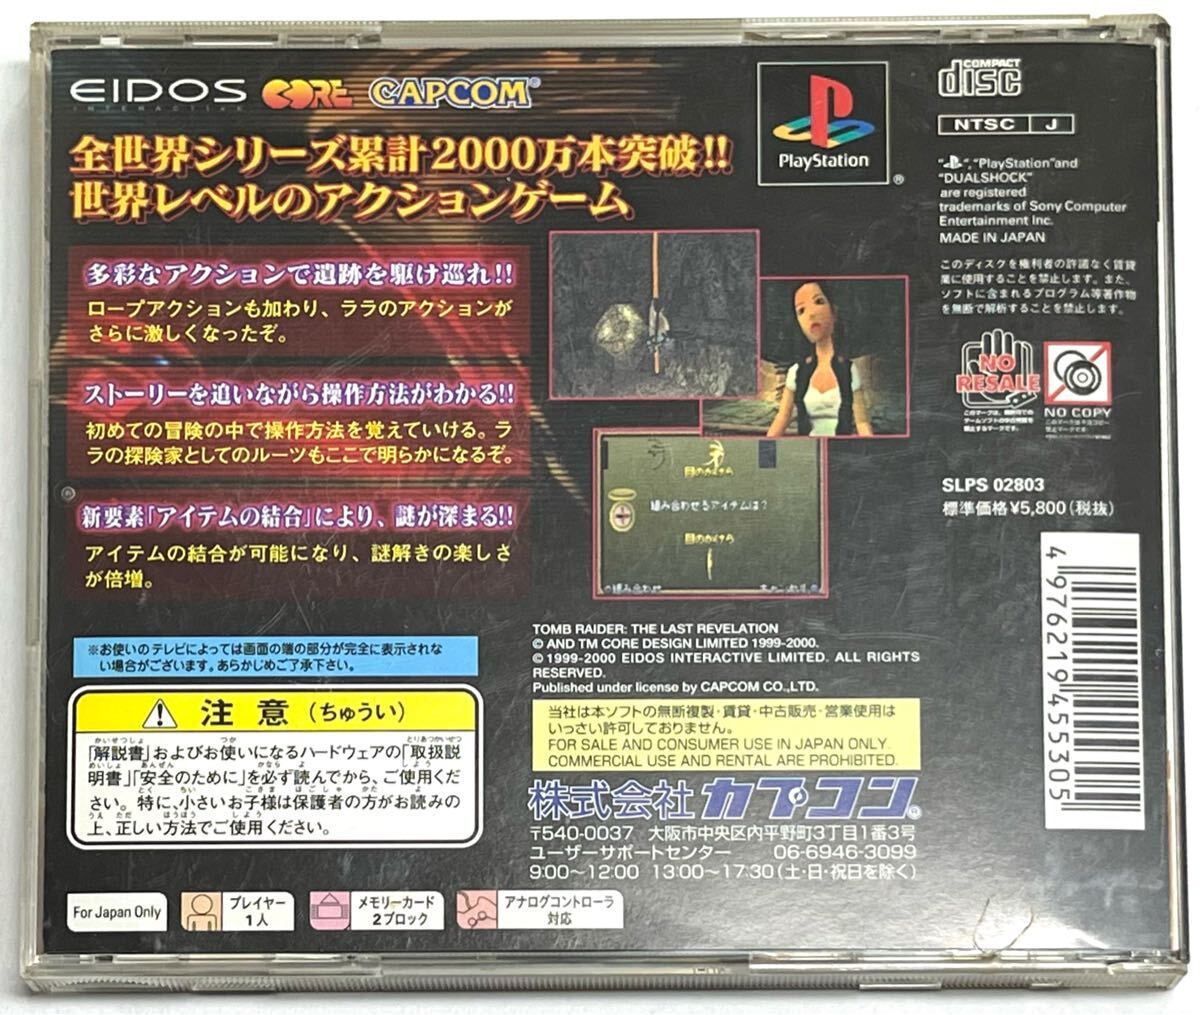 EIDOS
INTERACTIVE
CORE
CAPCOM®
全世界シリーズ累計2000万本突破!!
世界レベルのアクションゲーム
多彩なアクションで遺跡を駆け巡れ!!
ロープアクションも加わり、ララのアクションが
さらに激しくなったぞ。
ストーリーを追いながら操作方法がわかる!!
初めての冒険の中で操作方法を覚えていける。ラ
ラの探険家としてのルーツもここで明らかになるぞ。
新要素「アイテムの結合」により、謎が深まる!!
アイテムの結合が可能になり、謎解きの楽しさ
が倍増。
目のかけら
組み合わせるアイテムは?
目のかけら
組み合わせ
PlayStation
®
COMPACT
disc
NTSC J
"PS", "PlayStation" and
"DUALSHOCK"
are registered
trademarks of Sony Computer
Entertainment Inc.
MADE IN JAPAN
このディスクを権利者の許諾なく賃貸
業に使用することを禁じます。また、
ソフトに含まれるプログラム等著作物
を無断で解析することを禁じます。
NO
RESALE
NO COPY
SLPS 02803
標準価格¥5,800(税抜)
4976219455305
※お使いのテレビによっては画面の端の部分が完全に表示されな
い場合がございます。あらかじめご了承下さい。
注意(ちゅうい)
「解説書」およびお使いになるハードウェアの「取扱説
明書」「安全のために」を必ず読んでから、ご使用くだ
さい。特に、小さいお子様は保護者の方がお読みの
上、正しい方法でご使用ください。
TOMB RAIDER: THE LAST REVELATION
© AND TM CORE DESIGN LIMITED 1999-2000.
© 1999-2000 EIDOS INTERACTIVE LIMITED. ALL RIGHTS
RESERVED.
Published under license by CAPCOM CO.,LTD.
当社は本ソフトの無断複製・賃貸・中古販売・営業使用は
いっさい許可しておりません。
FOR SALE AND CONSUMER USE IN JAPAN ONLY.
COMMERCIAL USE AND RENTAL ARE PROHIBITED.
株式会社カプコン
〒540-0037 大阪市中央区内平野町3丁目1番3号
ユーザーサポートセンター 06-6946-3099
9:00〜12:00 13:00〜17:30(土・日・祝日を除く)
For Japan Only
プレイヤー
1人
メモリーカード
2ブロック
アナログコントローラ
対応